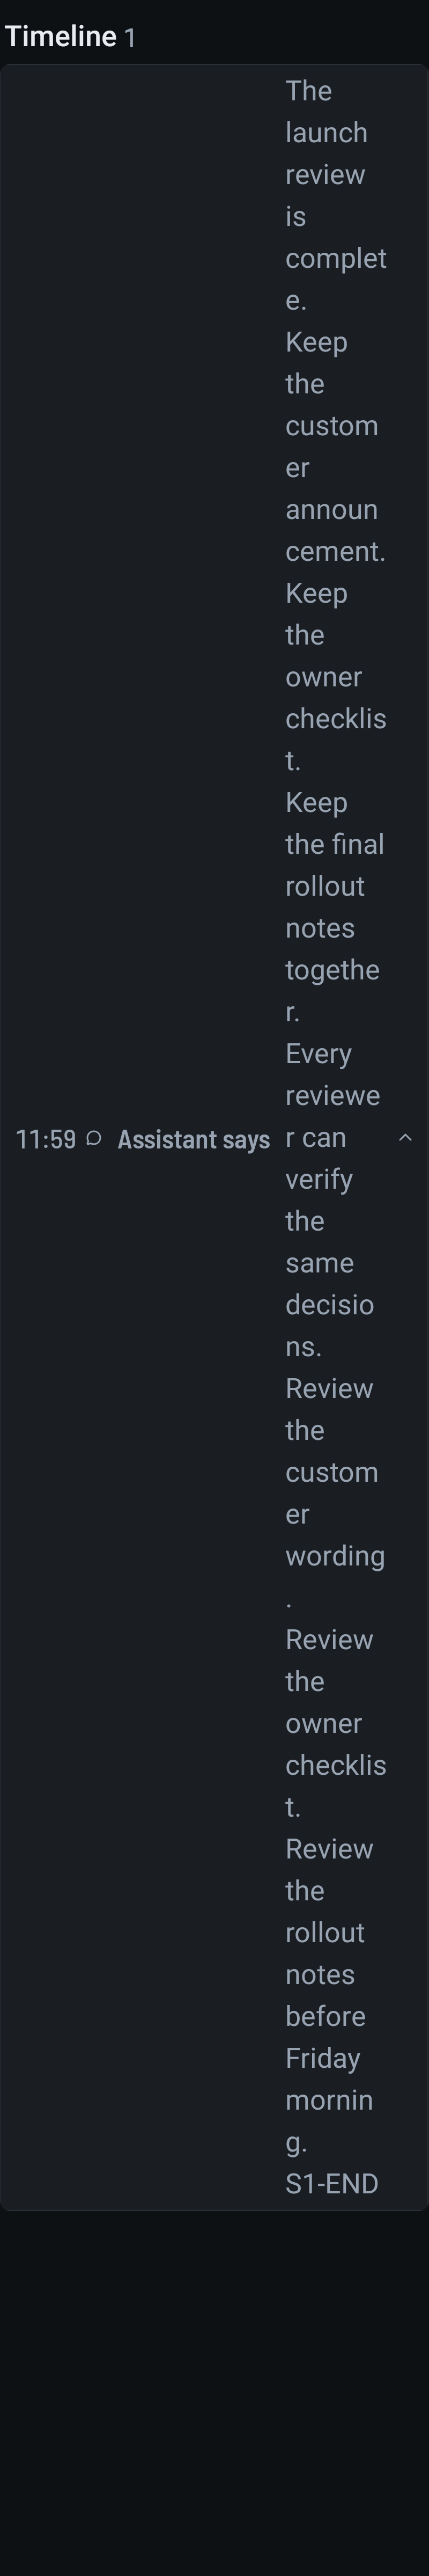 Timeline 1
The
launch
review
is
complet
e.
Keep
the
custom
er
announ
cement.
Keep
the
owner
checklis
t.
Keep
the final
rollout
notes
togethe
r.
Every
reviewe
11:59 Assistant says r can
verify
the
same
decisio
ns.
Review
the
custom
er
wording
.
Review
the
owner
checklis
t.
Review
the
rollout
notes
before
Friday
mornin
g.
S1-END